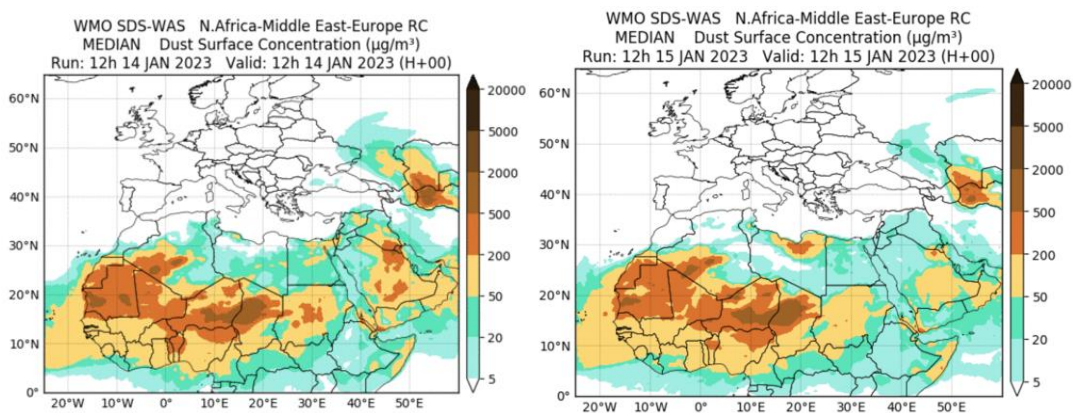 WMO SDS-WAS N.Africa-Middle East-Europe RC
MEDIAN Dust Surface Concentration (µg/m³)
Run: 12h 14 JAN 2023 Valid: 12h 14 JAN 2023 (H+00)
60°N
50°N
40°N
30°N
20°N
10°N
0°
20°W
10°W
0°
10°E
20°E
30°E
40°E
50°E
20000
5000
2000
500
200
50
20
5
WMO SDS-WAS N.Africa-Middle East-Europe RC
MEDIAN Dust Surface Concentration (µg/m³)
Run: 12h 15 JAN 2023 Valid: 12h 15 JAN 2023 (H+00)
60°N
50°N
40°N
30°N
20°N
10°N
0°
20°W
10°W
0°
10°E
20°E
30°E
40°E
50°E
20000
5000
2000
500
200
50
20
5